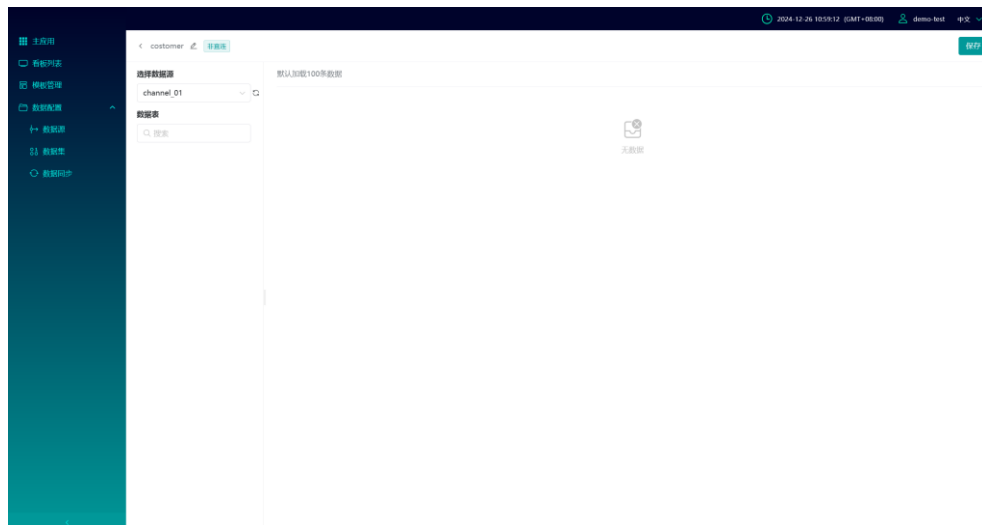 2024-12-26 10:59:12 (GMT+08:00) demo-test 中文
主应用
看板列表
模板管理
数据配置
数据源
数据集
数据同步
costomer 非直连
保存
选择数据源
channel_01
数据表
搜索
默认加载100条数据
无数据